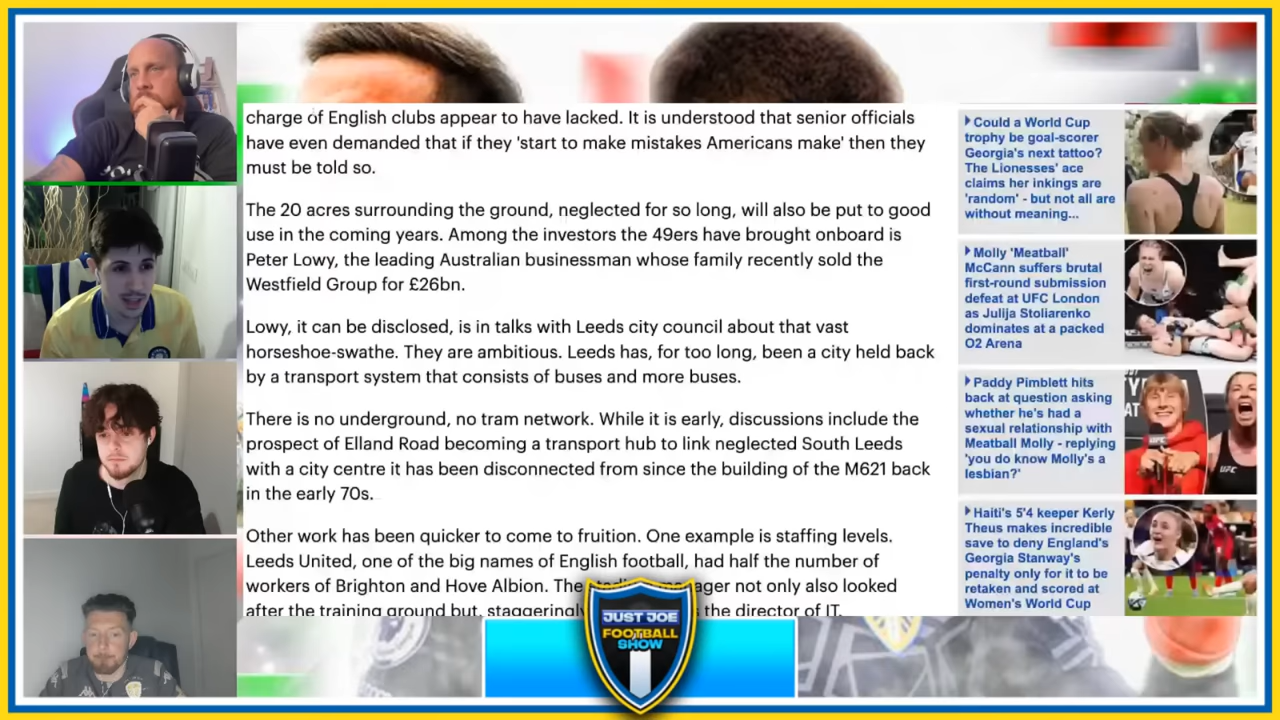 charge of English clubs appear to have lacked. It is understood that senior officials
have even demanded that if they 'start to make mistakes Americans make' then they
must be told so.
The 20 acres surrounding the ground, neglected for so long, will also be put to good
use in the coming years. Among the investors the 49ers have brought onboard is
Peter Lowy, the leading Australian businessman whose family recently sold the
Westfield Group for £26bn.
Lowy, it can be disclosed, is in talks with Leeds city council about that vast
horseshoe-swathe. They are ambitious. Leeds has, for too long, been a city held back
by a transport system that consists of buses and more buses.
There is no underground, no tram network. While it is early, discussions include the
prospect of Elland Road becoming a transport hub to link neglected South Leeds
with a city centre it has been disconnected from since the building of the M621 back
in the early 70s.
Other work has been quicker to come to fruition. One example is staffing levels.
Leeds United, one of the big names of English football, had half the number of
workers of Brighton and Hove Albion. The not only also looked
after the training ground but, staggeringly the director of IT.
Could a World Cup
trophy be goal-scorer
Georgia's next tattoo?
The Lionesses' ace
claims her inkings are
'random' - but not all are
without meaning...
Molly 'Meatball'
McCann suffers brutal
first-round submission
defeat at UFC London
as Julija Stoliarenko
dominates at a packed
O2 Arena
Paddy Pimblett hits
back at question asking
whether he's had a
sexual relationship with
Meatball Molly - replying
'you do know Molly's a
lesbian?'
Haiti's 5'4 keeper Kerly
Theus makes incredible
save to deny England's
Georgia Stanway's
penalty only for it to be
retaken and scored at
Women's World Cup
UFC
UFC
JUST JOE
FOOTBALL
SHOW